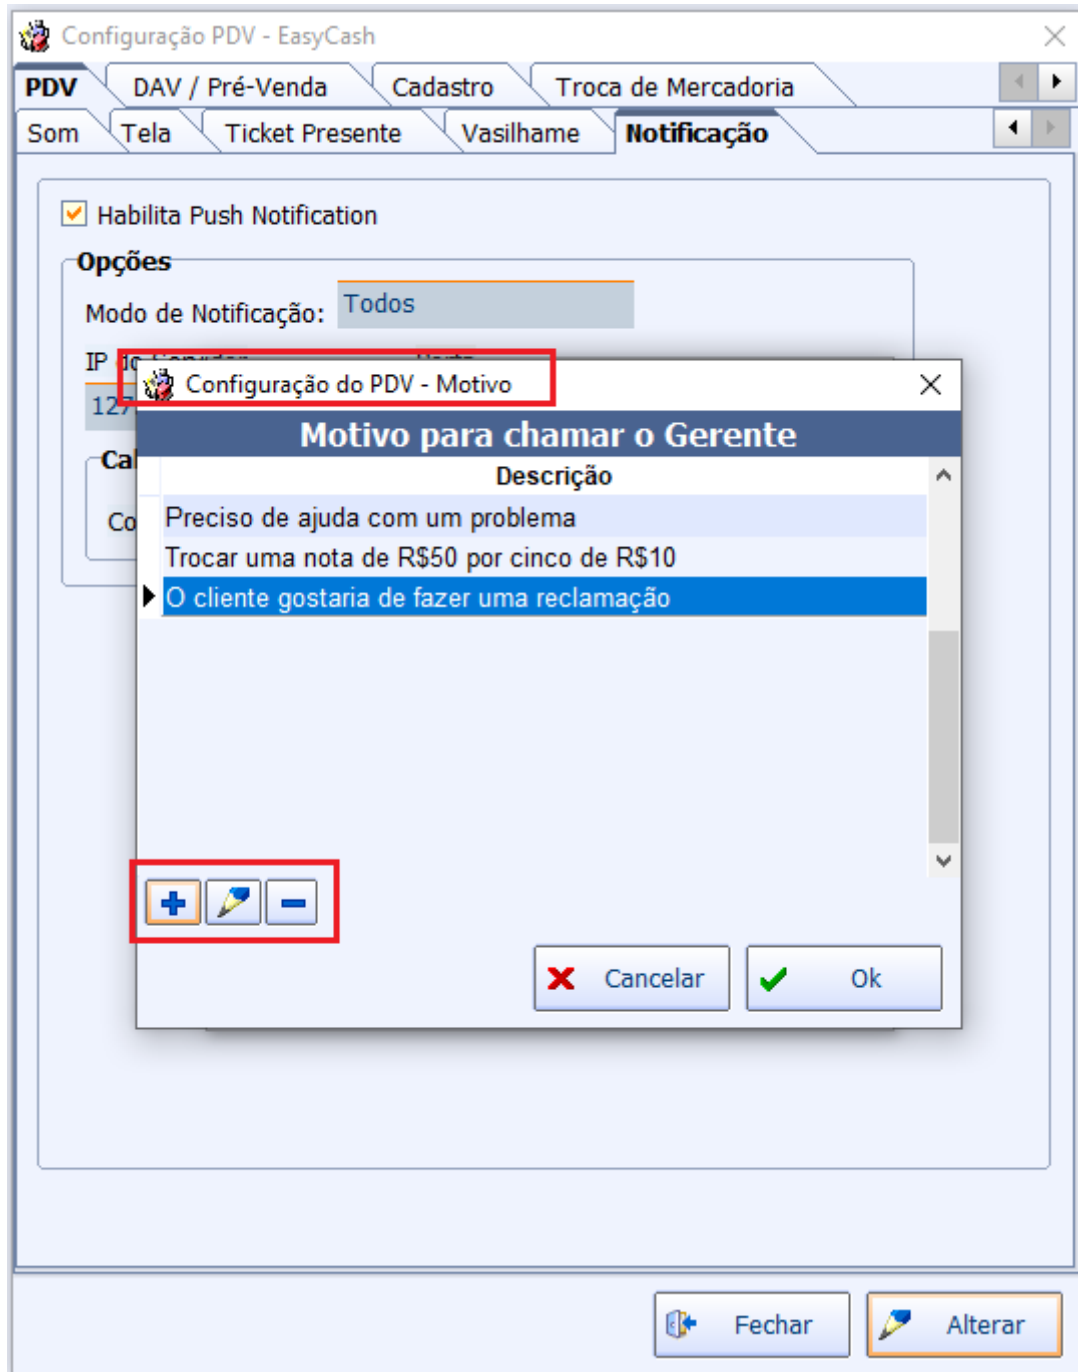 Configuração PDV - EasyCash
PDV DAV / Pré-Venda Cadastro Troca de Mercadoria
Som Tela Ticket Presente Vasilhame Notificação
Habilita Push Notification
Opções
Modo de Notificação: Todos
IP do
Configuração do PDV - Motivo
127
Motivo para chamar o Gerente
Descrição
Preciso de ajuda com um problema
Trocar uma nota de R$50 por cinco de R$10
O cliente gostaria de fazer uma reclamação
Cancelar Ok
Fechar Alterar